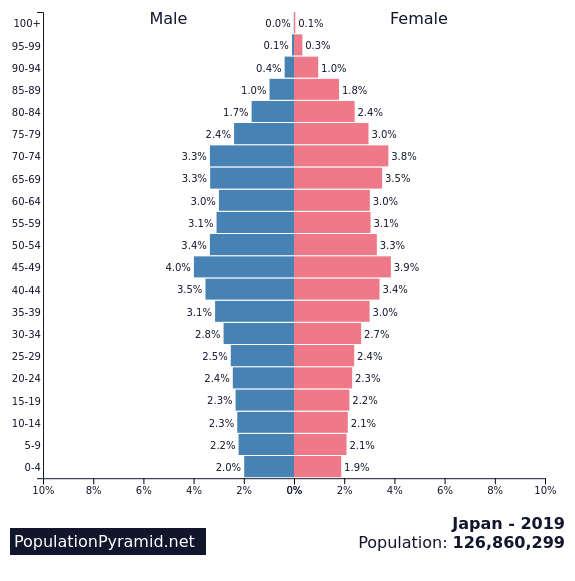 Male Female
100+ 0.0% 0.1%
95-99 0.1% 0.3%
90-94 0.4% 1.0%
85-89 1.0% 1.8%
80-84 1.7% 2.4%
75-79 2.4% 3.0%
70-74 3.3% 3.8%
65-69 3.3% 3.5%
60-64 3.0% 3.0%
55-59 3.1% 3.1%
50-54 3.4% 3.3%
45-49 4.0% 3.9%
40-44 3.5% 3.4%
35-39 3.1% 3.0%
30-34 2.8% 2.7%
25-29 2.5% 2.4%
20-24 2.4% 2.3%
15-19 2.3% 2.2%
10-14 2.3% 2.1%
5-9 2.2% 2.1%
0-4 2.0% 1.9%
10% 8% 6% 4% 2% 0% 2% 4% 6% 8% 10%
Japan - 2019
PopulationPyramid.net Population: 126,860,299